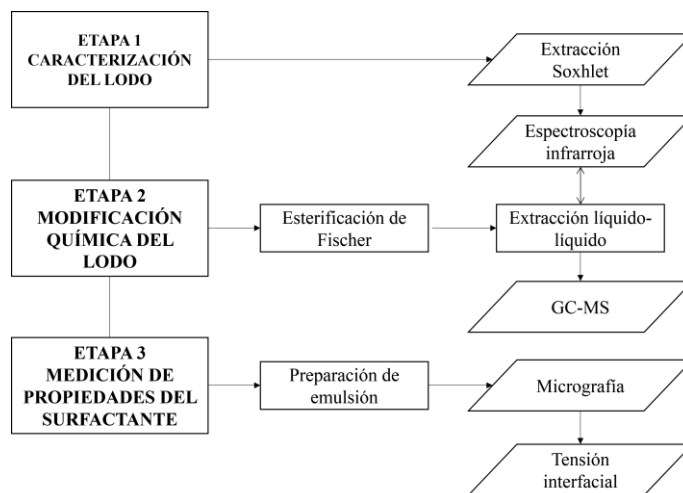 ETAPA 1
CARACTERIZACIÓN
DEL LODO
Extracción
Soxhlet
Espectroscopía
infrarroja
ETAPA 2
MODIFICACIÓN
QUÍMICA DEL
LODO
Esterificación de
Fischer
Extracción líquido-
líquido
GC-MS
ETAPA 3
MEDICIÓN DE
PROPIEDADES DEL
SURFACTANTE
Preparación de
emulsión
Micrografía
Tensión
interfacial